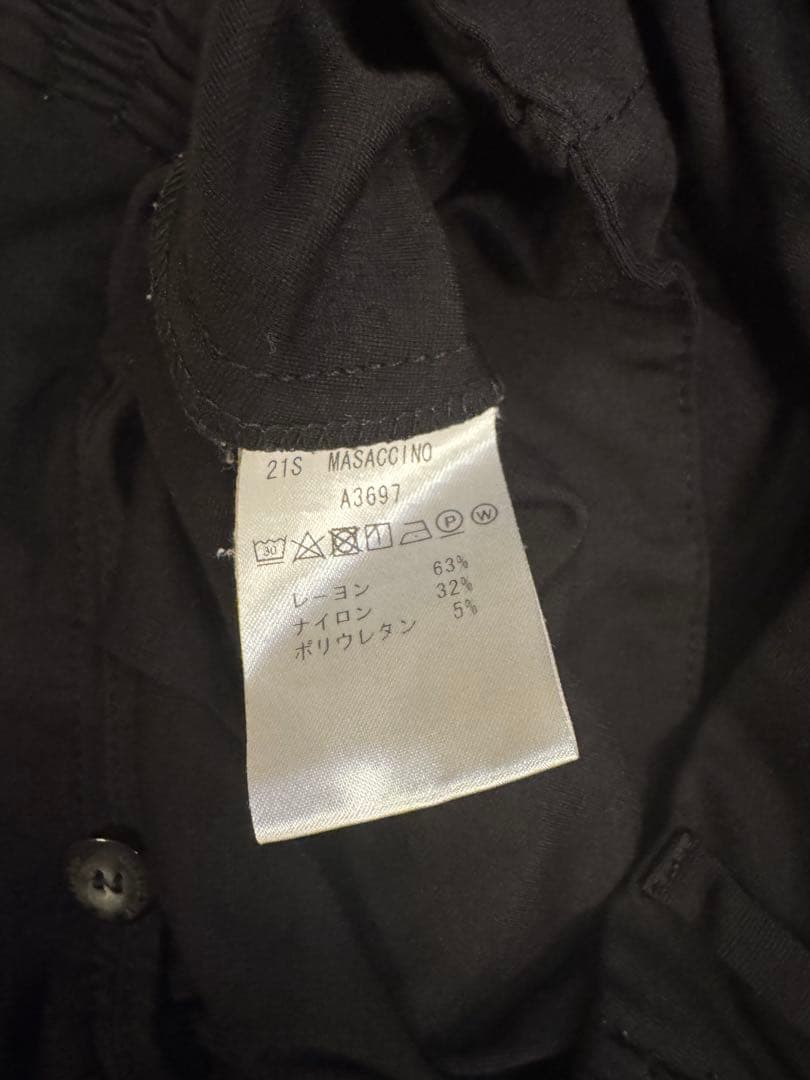 21S MASACCINO
A3697
30 P W
レーヨン 63%
ナイロン 32%
ポリウレタン 5%